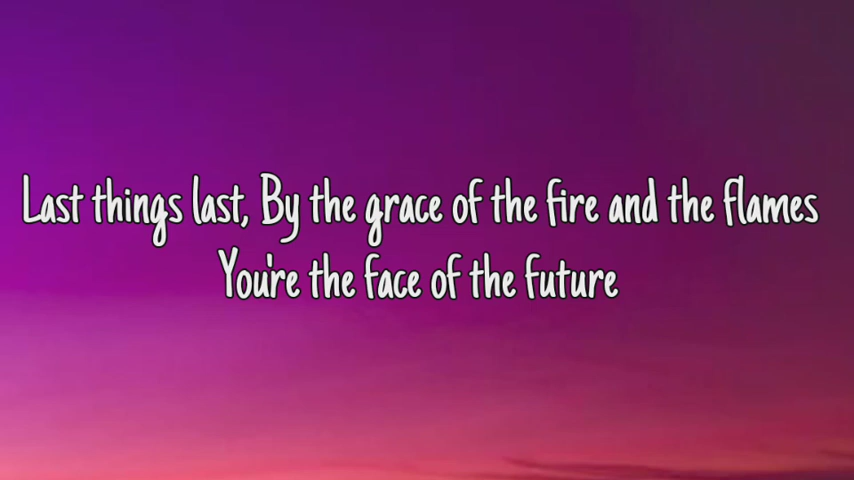 Last things last, By the grace of the fire and the flames
You're the face of the future